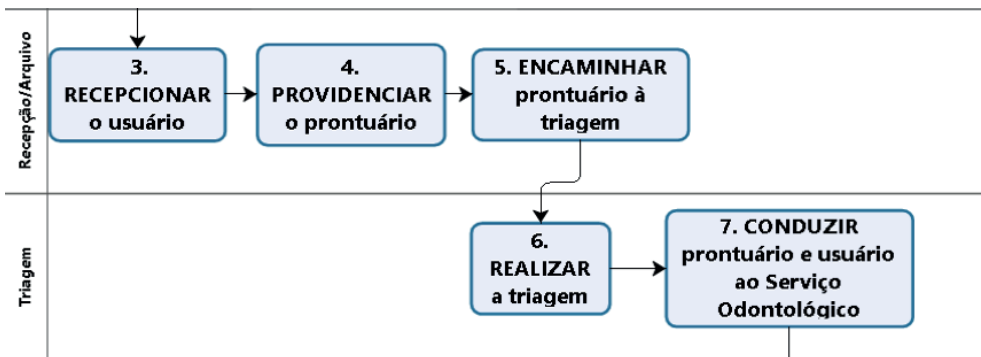 Recepção/Arquivo
3.
RECEPCIONAR
o usuário
4.
PROVIDENCIAR
o prontuário
5. ENCAMINHAR
prontuário à
triagem
Triagem
6.
REALIZAR
a triagem
7. CONDUZIR
prontuário e usuário
ao Serviço
Odontológico